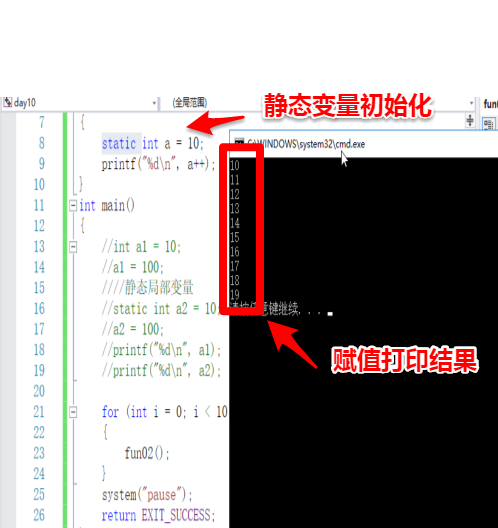 day10
(全局范围)
静态变量初始化
7 {
8 static int a = 10;
9 printf("%d\n", a++);
10 }
11 int main()
12 {
13 //int a1 = 10;
14 //a1 = 100;
15 ////静态局部变量
16 //static int a2 = 10;
17 //a2 = 100;
18 //printf("%d\n", a1);
19 //printf("%d\n", a2);
20
21 for (int i = 0; i < 10
22 {
23 fun02();
24 }
25 system("pause");
26 return EXIT_SUCCESS;
C:\WINDOWS\system32\cmd.exe
10
11
12
13
14
15
16
17
18
19
请按任意键继续. . .
赋值打印结果